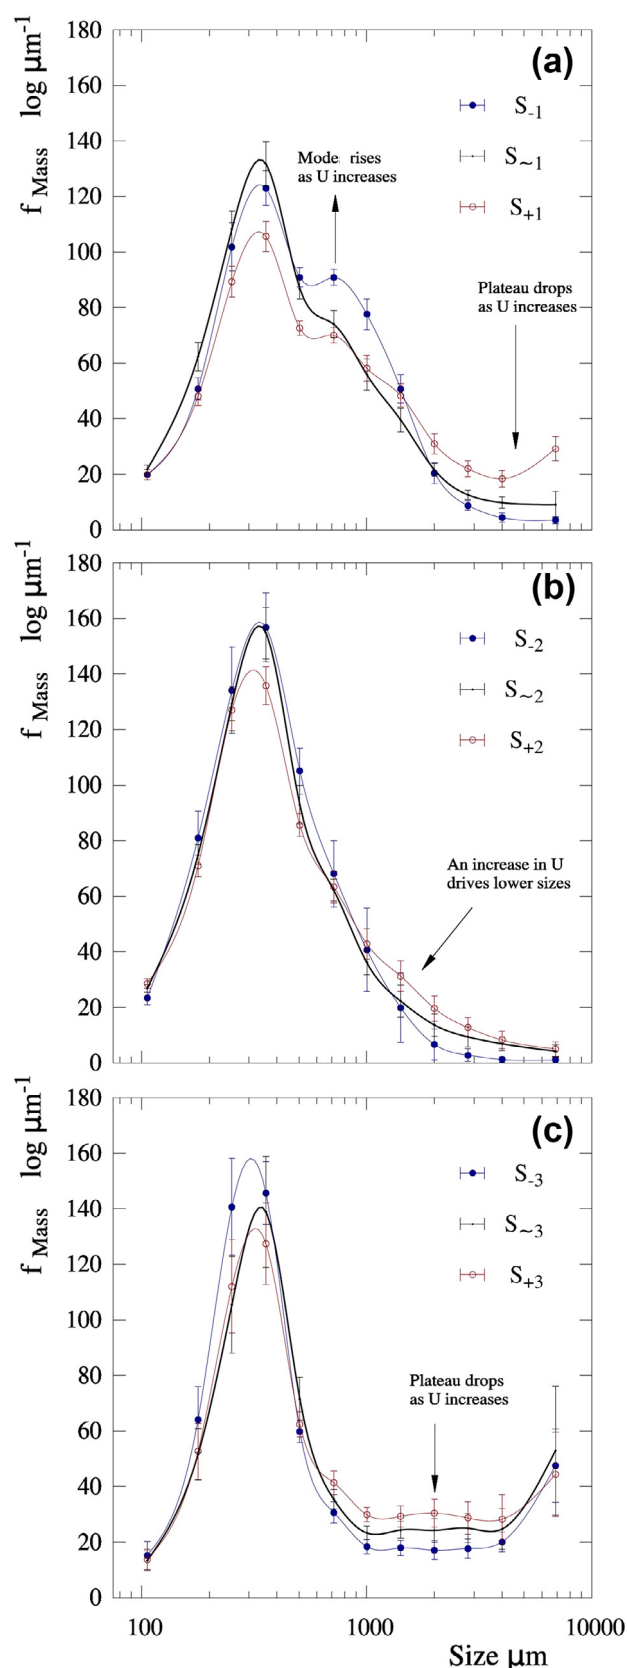 f Mass log μm-1
180
160
140
120
100
80
60
40
20
0
(a)
S-1
S~1
S+1
Mode rises
as U increases
Plateau drops
as U increases
f Mass log μm-1
180
160
140
120
100
80
60
40
20
0
(b)
S-2
S~2
S+2
An increase in U
drives lower sizes
f Mass log μm-1
180
160
140
120
100
80
60
40
20
0
(c)
S-3
S~3
S+3
Plateau drops
as U increases
100 1000 10000
Size μm